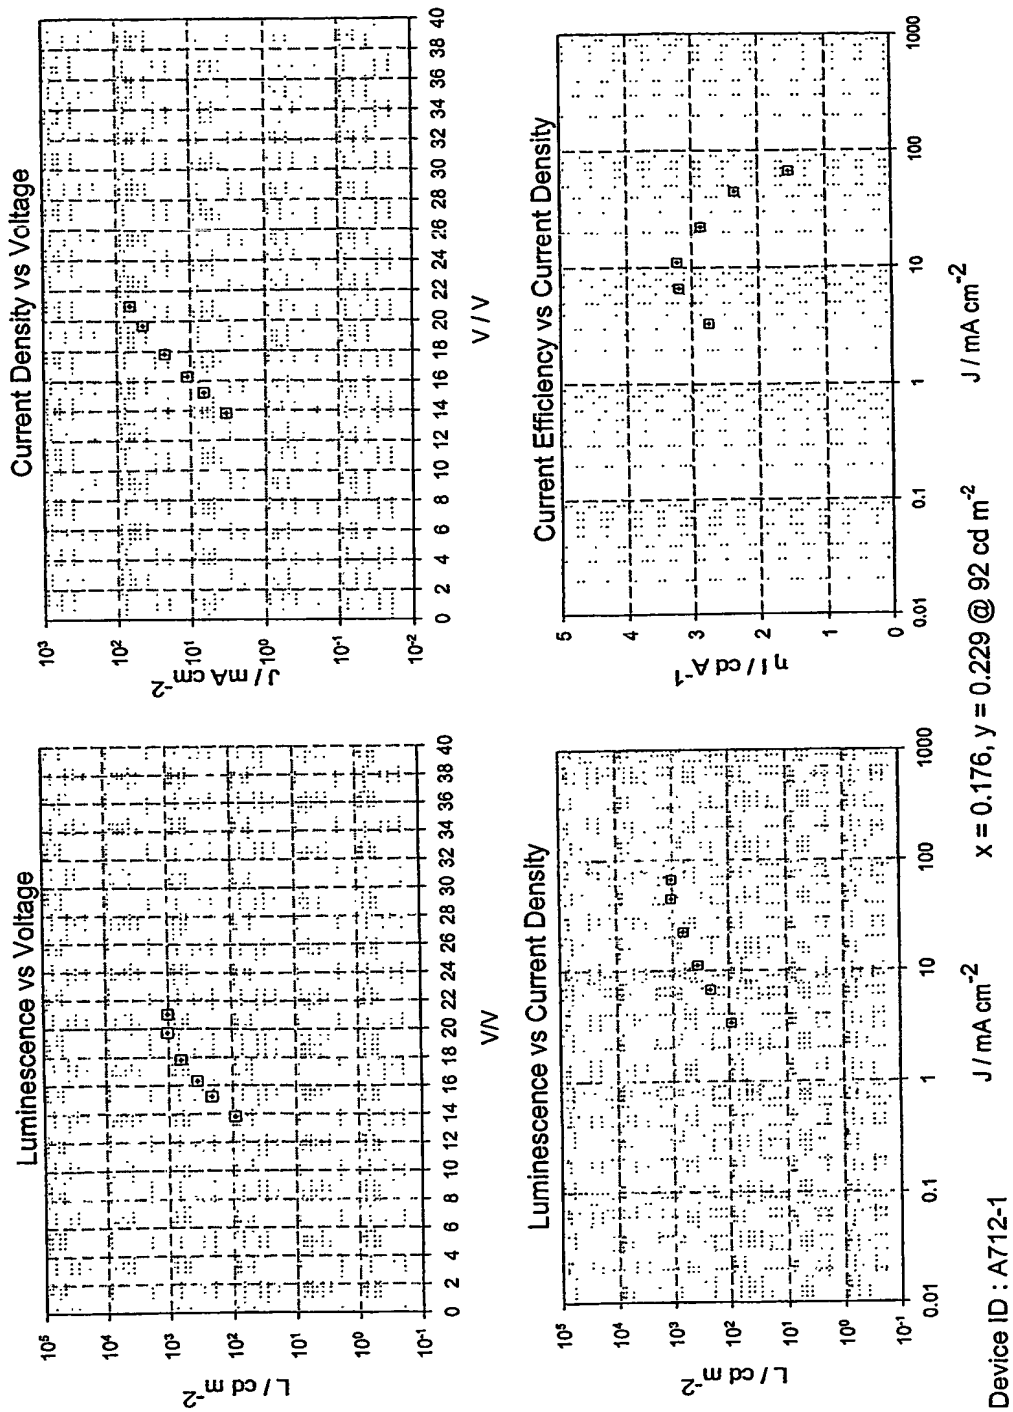 Luminescence vs Voltage
L / cd m-2
10⁵
10⁴
10³
10²
10¹
10⁰
10-¹
0 2 4 6 8 10 12 14 16 18 20 22 24 26 28 30 32 34 36 38 40
V/V
Current Density vs Voltage
J / mA cm-2
10³
10²
10¹
10⁰
10-¹
10-²
0 2 4 6 8 10 12 14 16 18 20 22 24 26 28 30 32 34 36 38 40
V / V
Luminescence vs Current Density
L / cd m-2
10⁵
10⁴
10³
10²
10¹
10⁰
10-¹
0.01 0.1 1 10 100 1000
J / mA cm-2
Current Efficiency vs Current Density
η I / cd A-1
5
4
3
2
1
0
0.01 0.1 1 10 100 1000
J / mA cm-2
Device ID : A712-1
x = 0.176, y = 0.229 @ 92 cd m-2